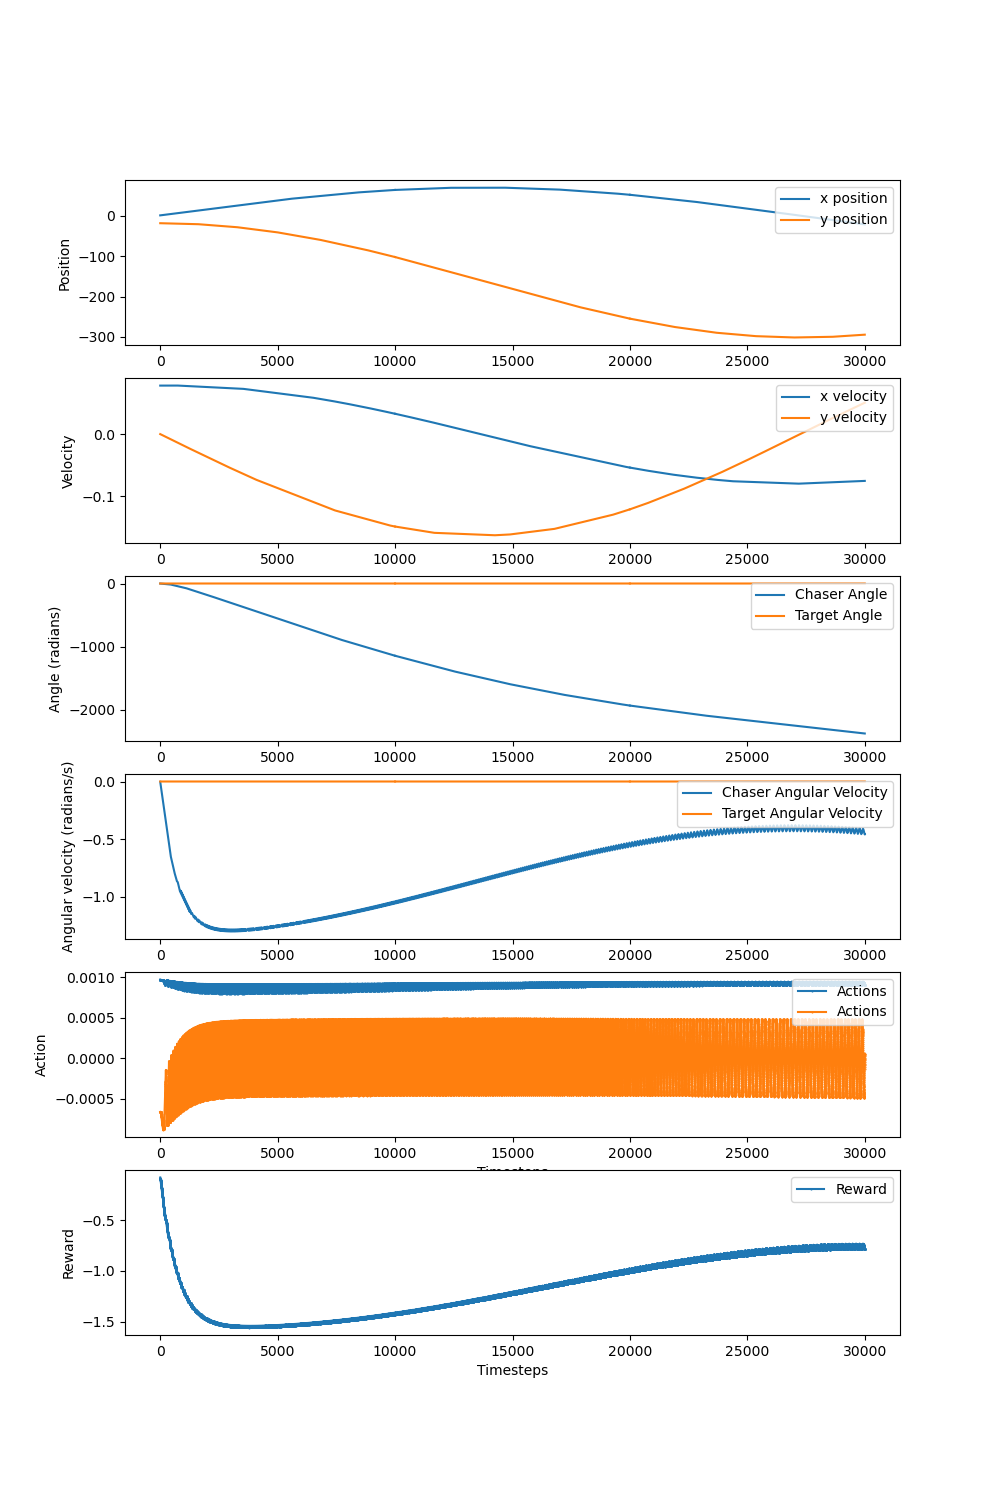 x position
y position
0
−100
−200
−300
Position
0 5000 10000 15000 20000 25000 30000
x velocity
y velocity
0.0
−0.1
Velocity
0 5000 10000 15000 20000 25000 30000
Chaser Angle
Target Angle
0
−1000
−2000
Angle (radians)
0 5000 10000 15000 20000 25000 30000
Chaser Angular Velocity
Target Angular Velocity
0.0
−0.5
−1.0
Angular velocity (radians/s)
0 5000 10000 15000 20000 25000 30000
Actions
Actions
0.0010
0.0005
0.0000
−0.0005
Action
0 5000 10000 15000 20000 25000 30000
Timesteps
Reward
−0.5
−1.0
−1.5
Reward
0 5000 10000 15000 20000 25000 30000
Timesteps